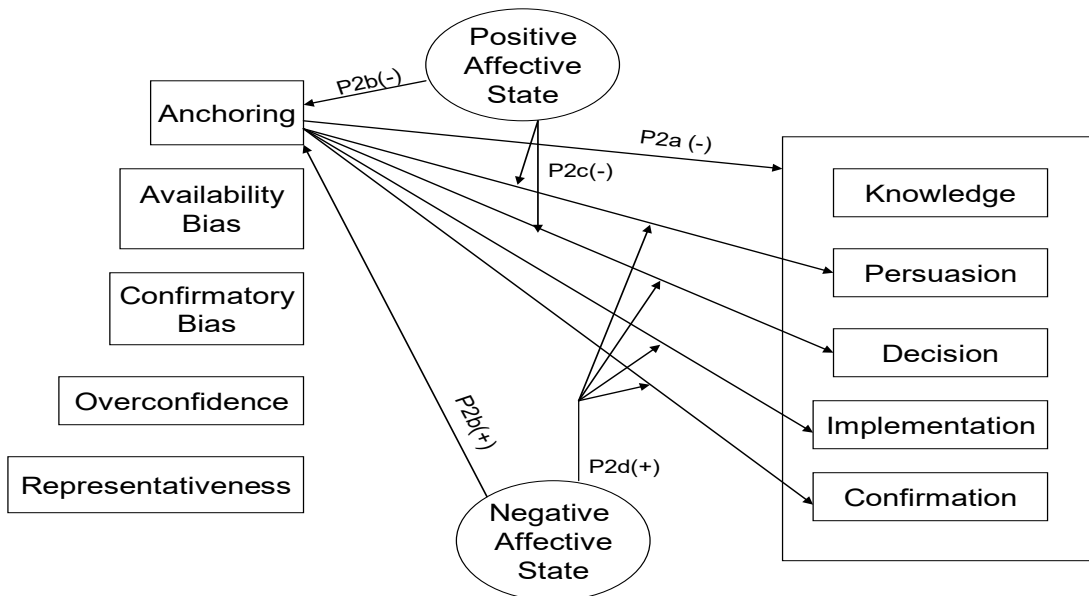 Positive
Affective
State
P2b(-)
Anchoring
P2a (-)
P2c(-)
Availability
Bias
Knowledge
Confirmatory
Bias
Persuasion
Decision
Overconfidence
P2b(+)
Implementation
Representativeness
P2d(+)
Confirmation
Negative
Affective
State